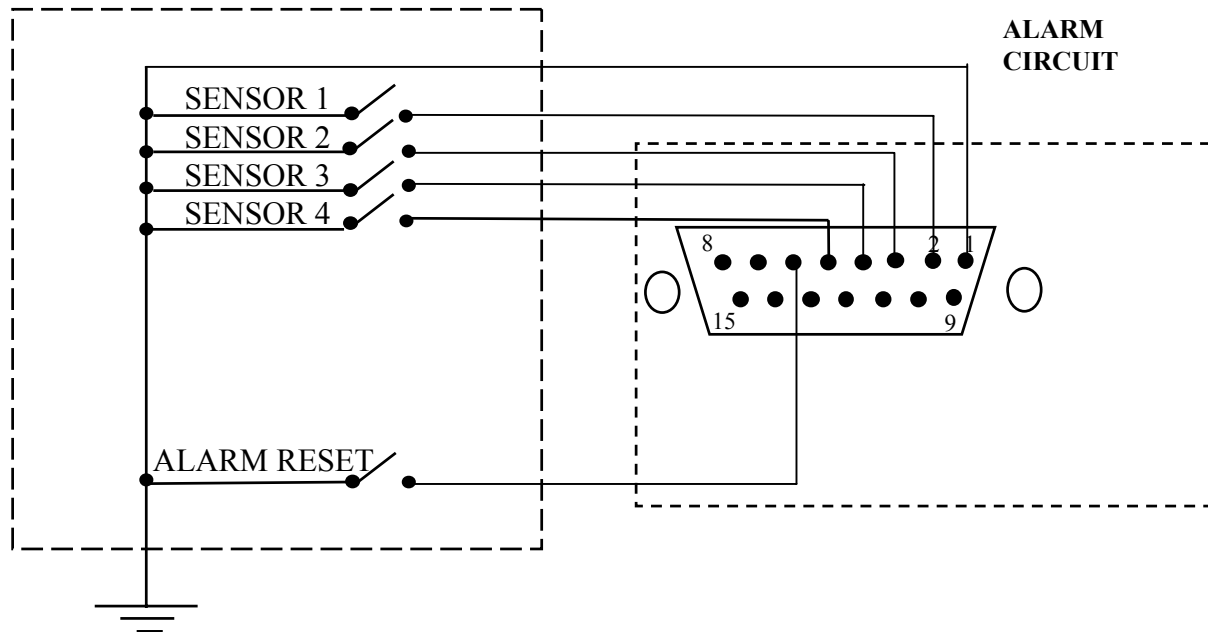 ALARM
CIRCUIT
SENSOR 1
SENSOR 2
SENSOR 3
SENSOR 4
8 2 1
15 9
ALARM RESET